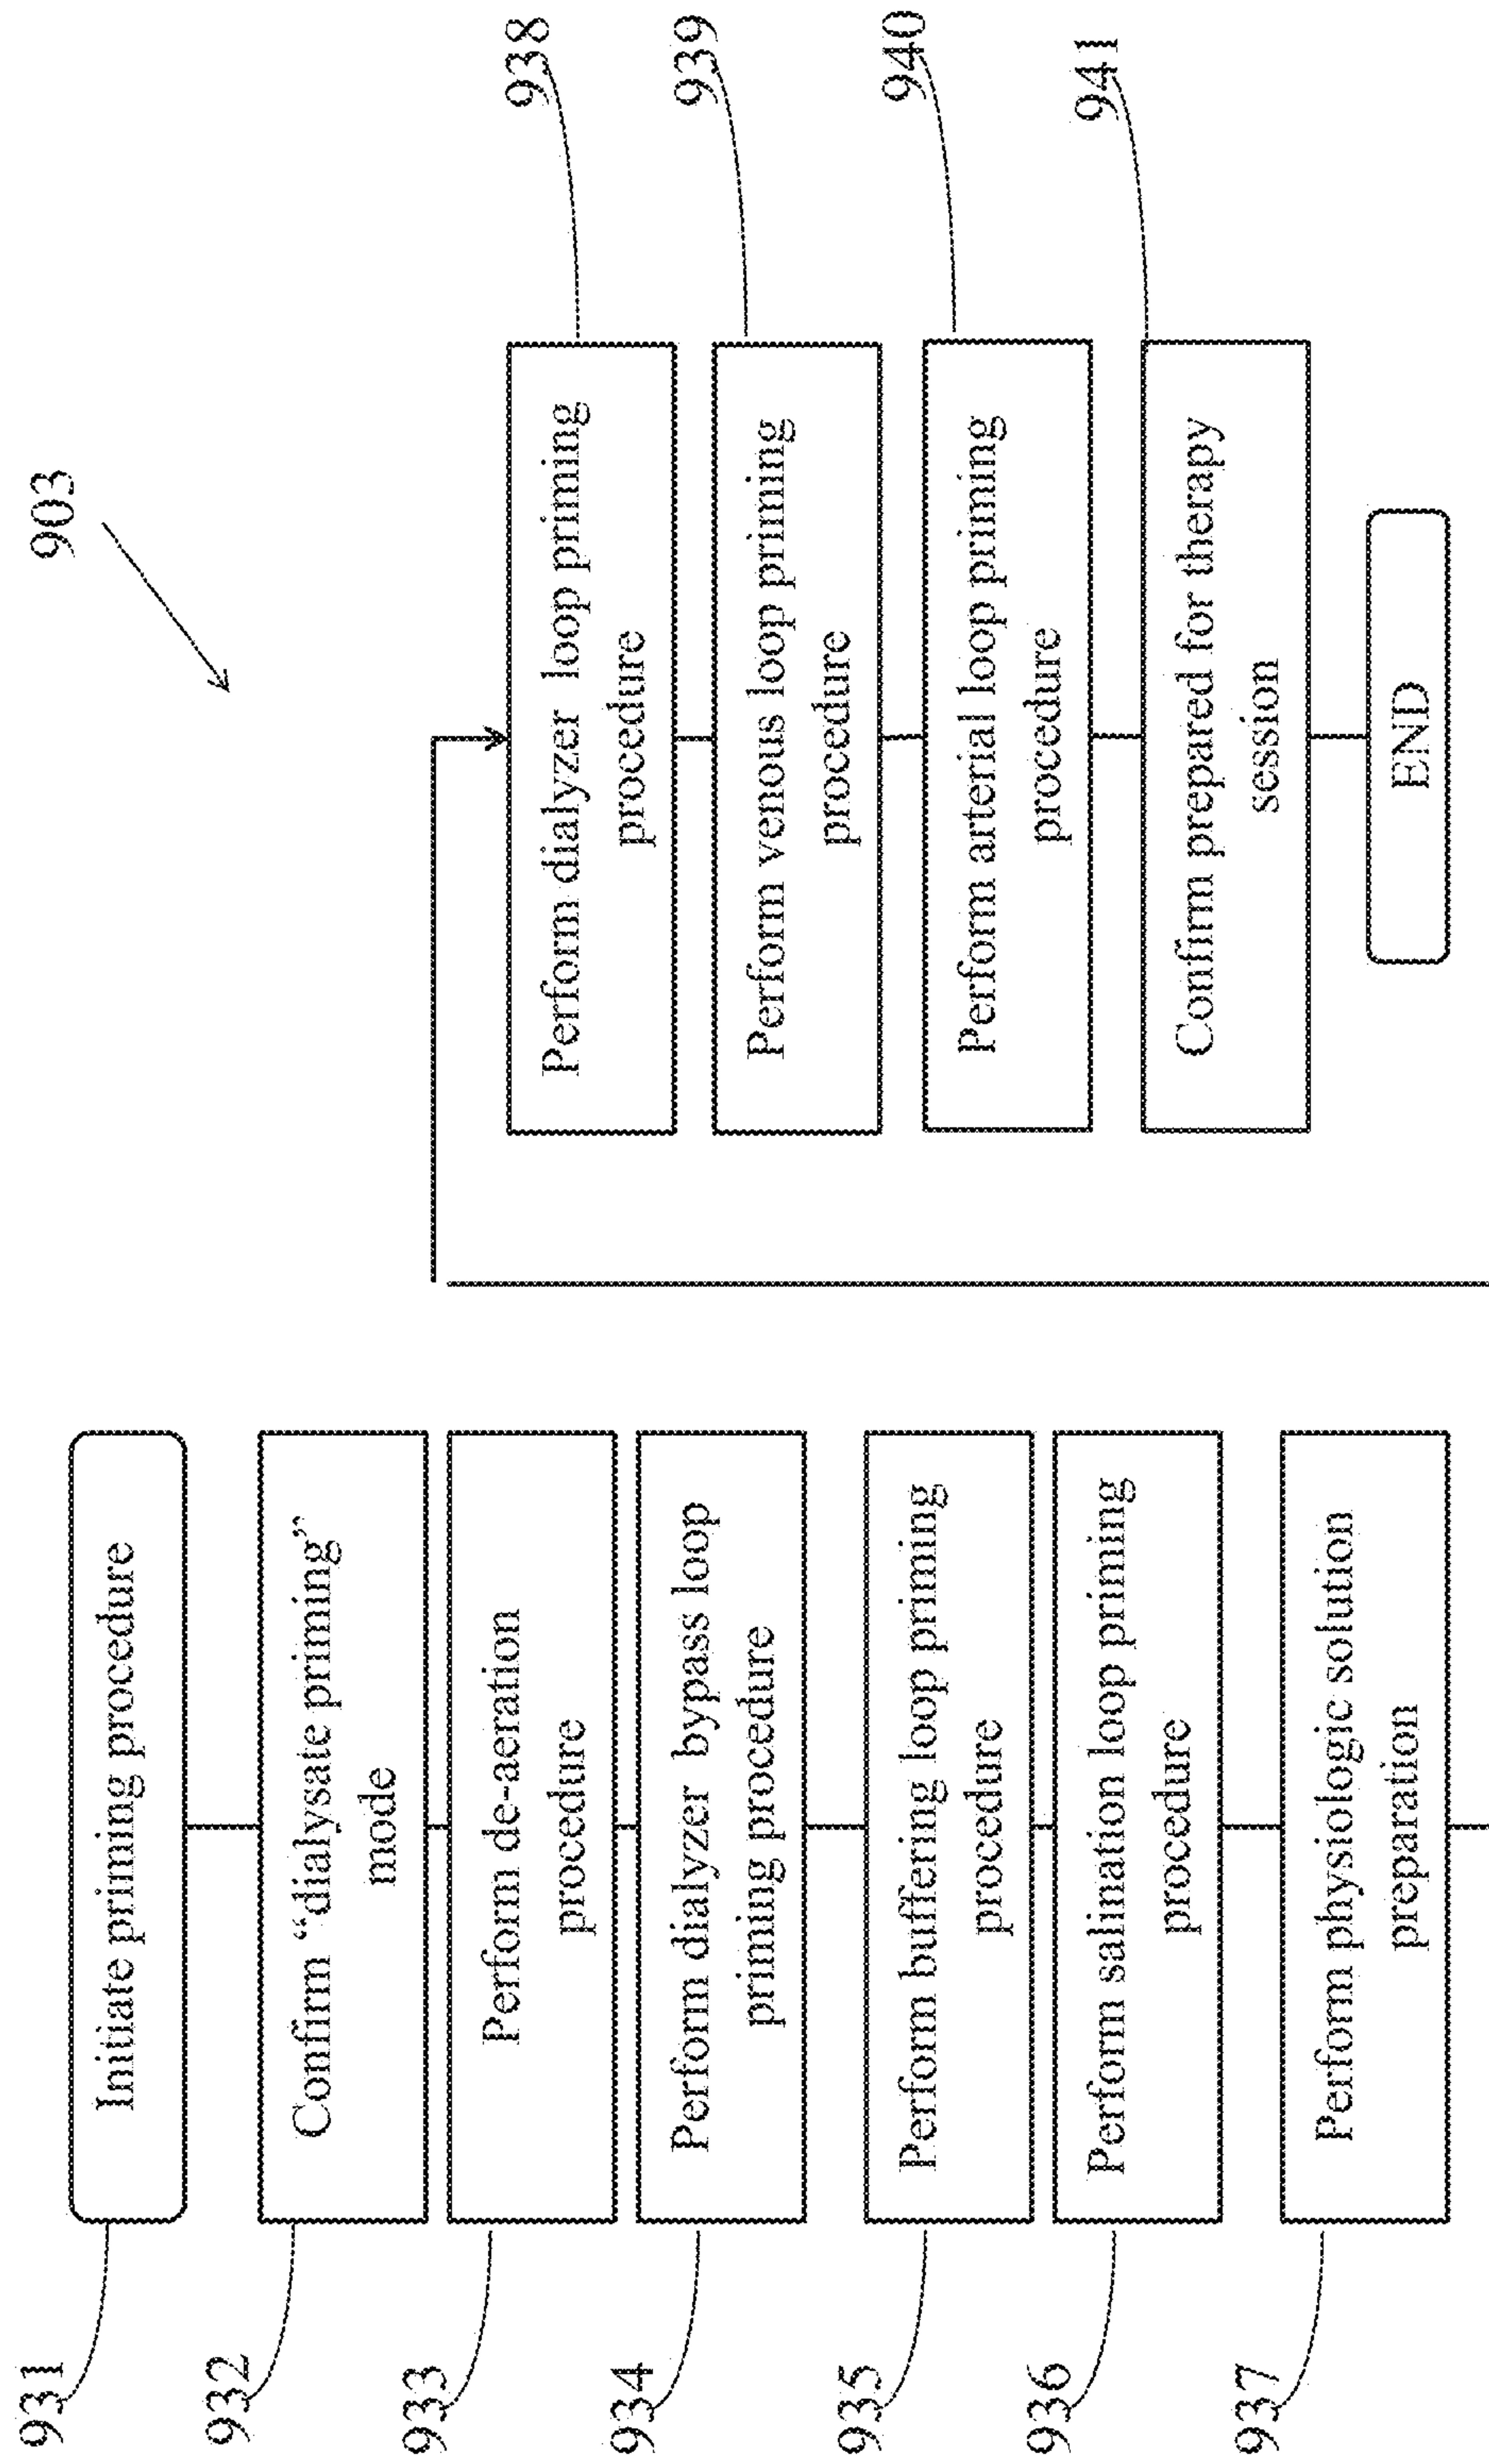 903
931
Initiate priming procedure
932
Confirm “dialysate priming”
mode
933
Perform de-aeration
procedure
934
Perform dialyzer bypass loop
priming procedure
935
Perform buffering loop priming
procedure
936
Perform salination loop priming
procedure
937
Perform physiologic solution
preparation
938
Perform dialyzer loop priming
procedure
939
Perform venous loop priming
procedure
940
Perform arterial loop priming
procedure
941
Confirm prepared for therapy
session
END